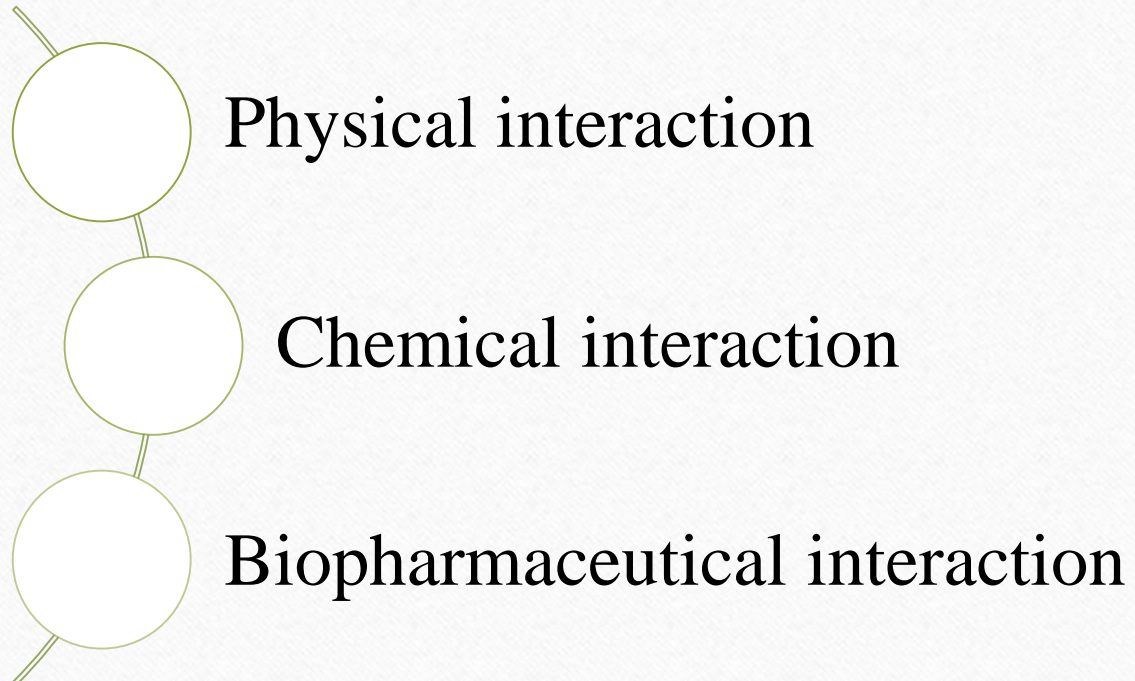 Physical interaction
Chemical interaction
Biopharmaceutical interaction